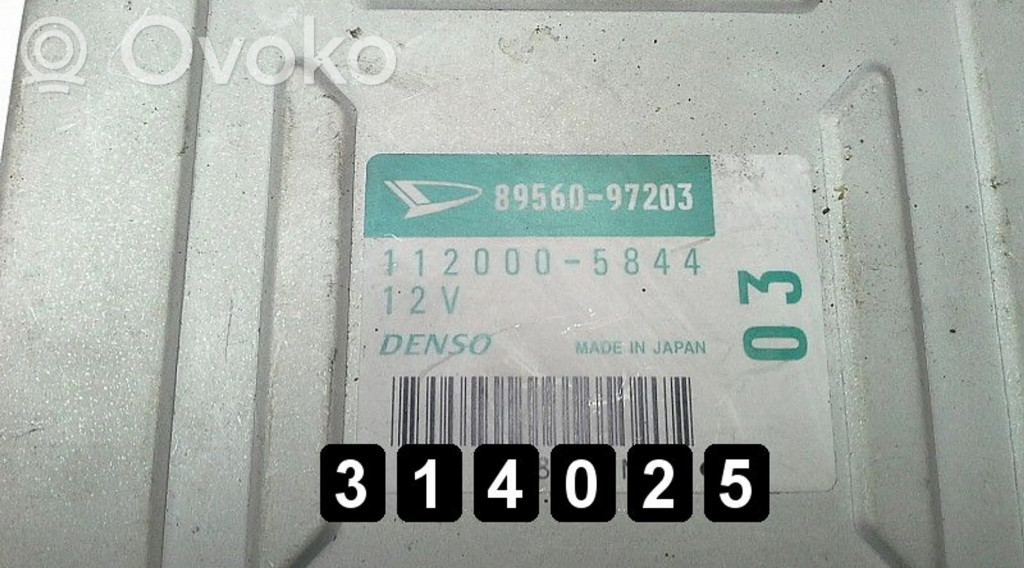 Ovoko
89560-97203
112000-5844
12V
DENSO MADE IN JAPAN
03
314025